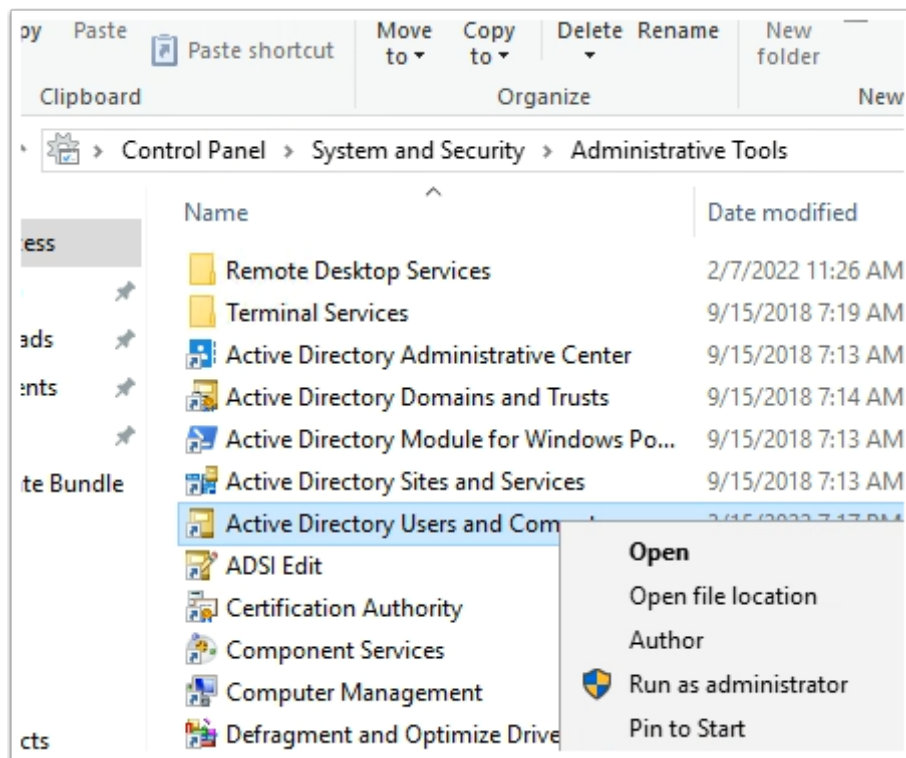 Paste
Paste shortcut
Move to
Copy to
Delete
Rename
New folder
Clipboard
Organize
New
Control Panel > System and Security > Administrative Tools
Name
Date modified
Remote Desktop Services 2/7/2022 11:26 AM
Terminal Services 9/15/2018 7:19 AM
Active Directory Administrative Center 9/15/2018 7:13 AM
Active Directory Domains and Trusts 9/15/2018 7:14 AM
Active Directory Module for Windows Po... 9/15/2018 7:13 AM
te Bundle
Active Directory Sites and Services 9/15/2018 7:13 AM
Active Directory Users and
ADSI Edit
Certification Authority
Component Services
Computer Management
Defragment and Optimize Drive
Open
Open file location
Author
Run as administrator
Pin to Start